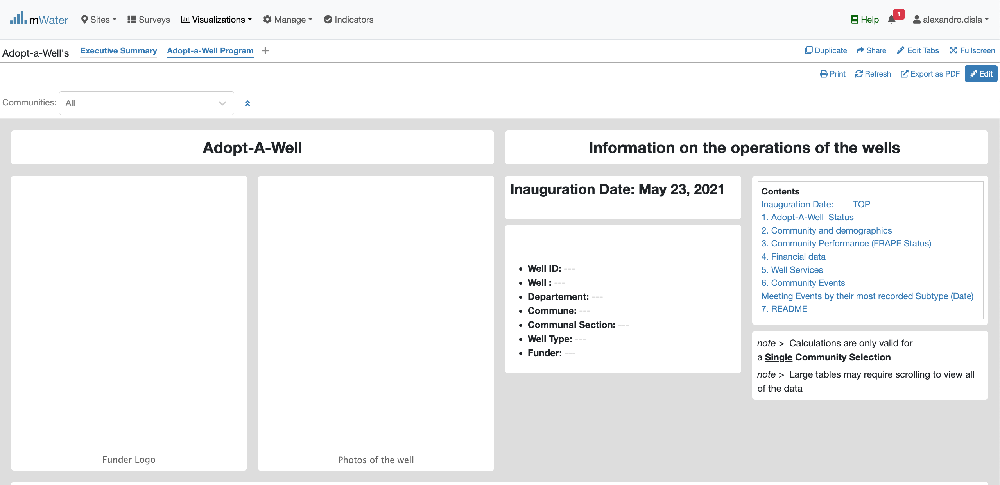 mWater Sites Surveys Visualizations Manage Indicators Help 1 alexandro.disla
Adopt-a-Well's Executive Summary Adopt-a-Well Program + Duplicate Share Edit Tabs Fullscreen
Print Refresh Export as PDF Edit
Communities: All
Adopt-A-Well
Information on the operations of the wells
Funder Logo
Photos of the well
Inauguration Date: May 23, 2021
• Well ID: ---
• Well : ---
• Departement: ---
• Commune: ---
• Communal Section: ---
• Well Type: ---
• Funder: ---
Contents
Inauguration Date: TOP
1. Adopt-A-Well Status
2. Community and demographics
3. Community Performance (FRAPE Status)
4. Financial data
5. Well Services
6. Community Events
Meeting Events by their most recorded Subtype (Date)
7. README
note > Calculations are only valid for
a Single Community Selection
note > Large tables may require scrolling to view all
of the data